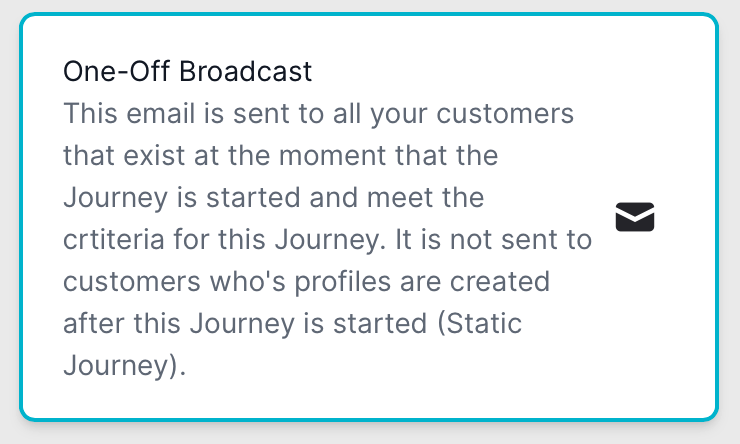 One-Off Broadcast
This email is sent to all your customers
that exist at the moment that the
Journey is started and meet the
crtiteria for this Journey. It is not sent to
customers who's profiles are created
after this Journey is started (Static
Journey).